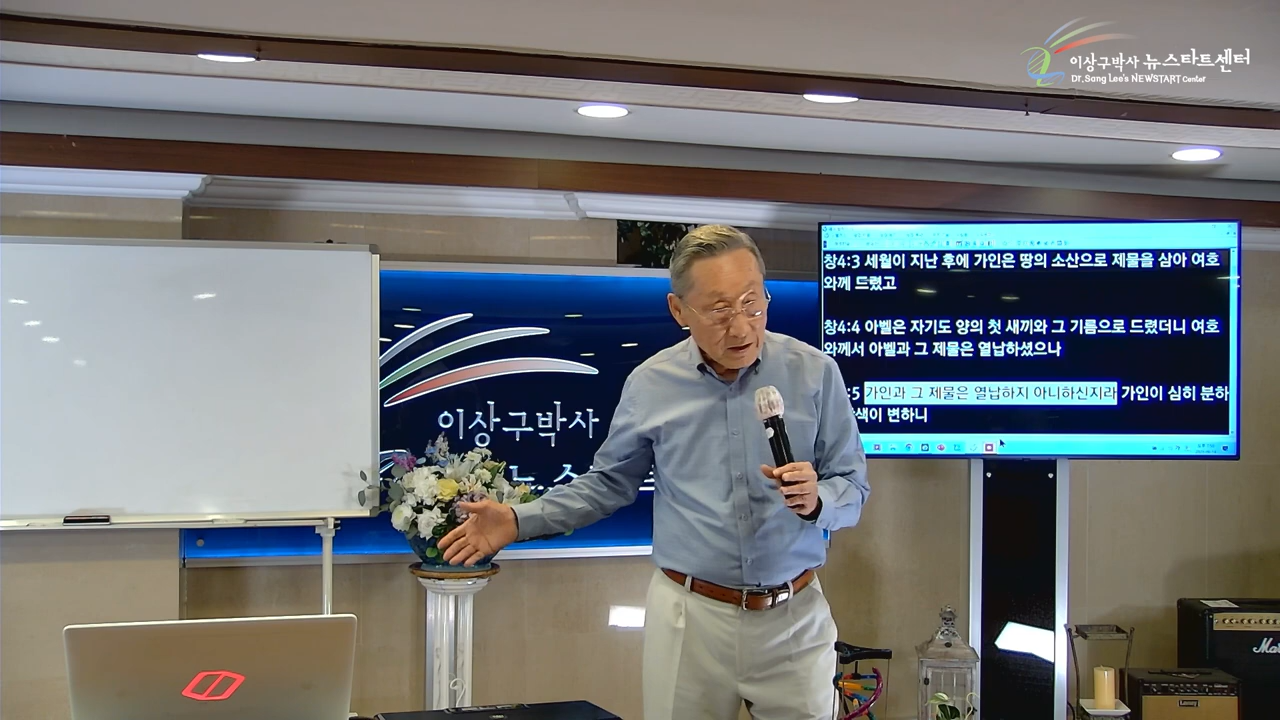 이상구박사 뉴스타트센터
Dr.Sang Lee's NEWSTART Center
창4:3 세월이 지난 후에 가인은 땅의 소산으로 제물을 삼아 여호
와께 드렸고
창4:4 아벨은 자기도 양의 첫 새끼와 그 기름으로 드렸더니 여호
와께서 아벨과 그 제물은 열납하셨으나
:5 가인과 그 제물은 열납하지 아니하신지라 가인이 심히 분하
색이 변하니
이상구박사
Laney